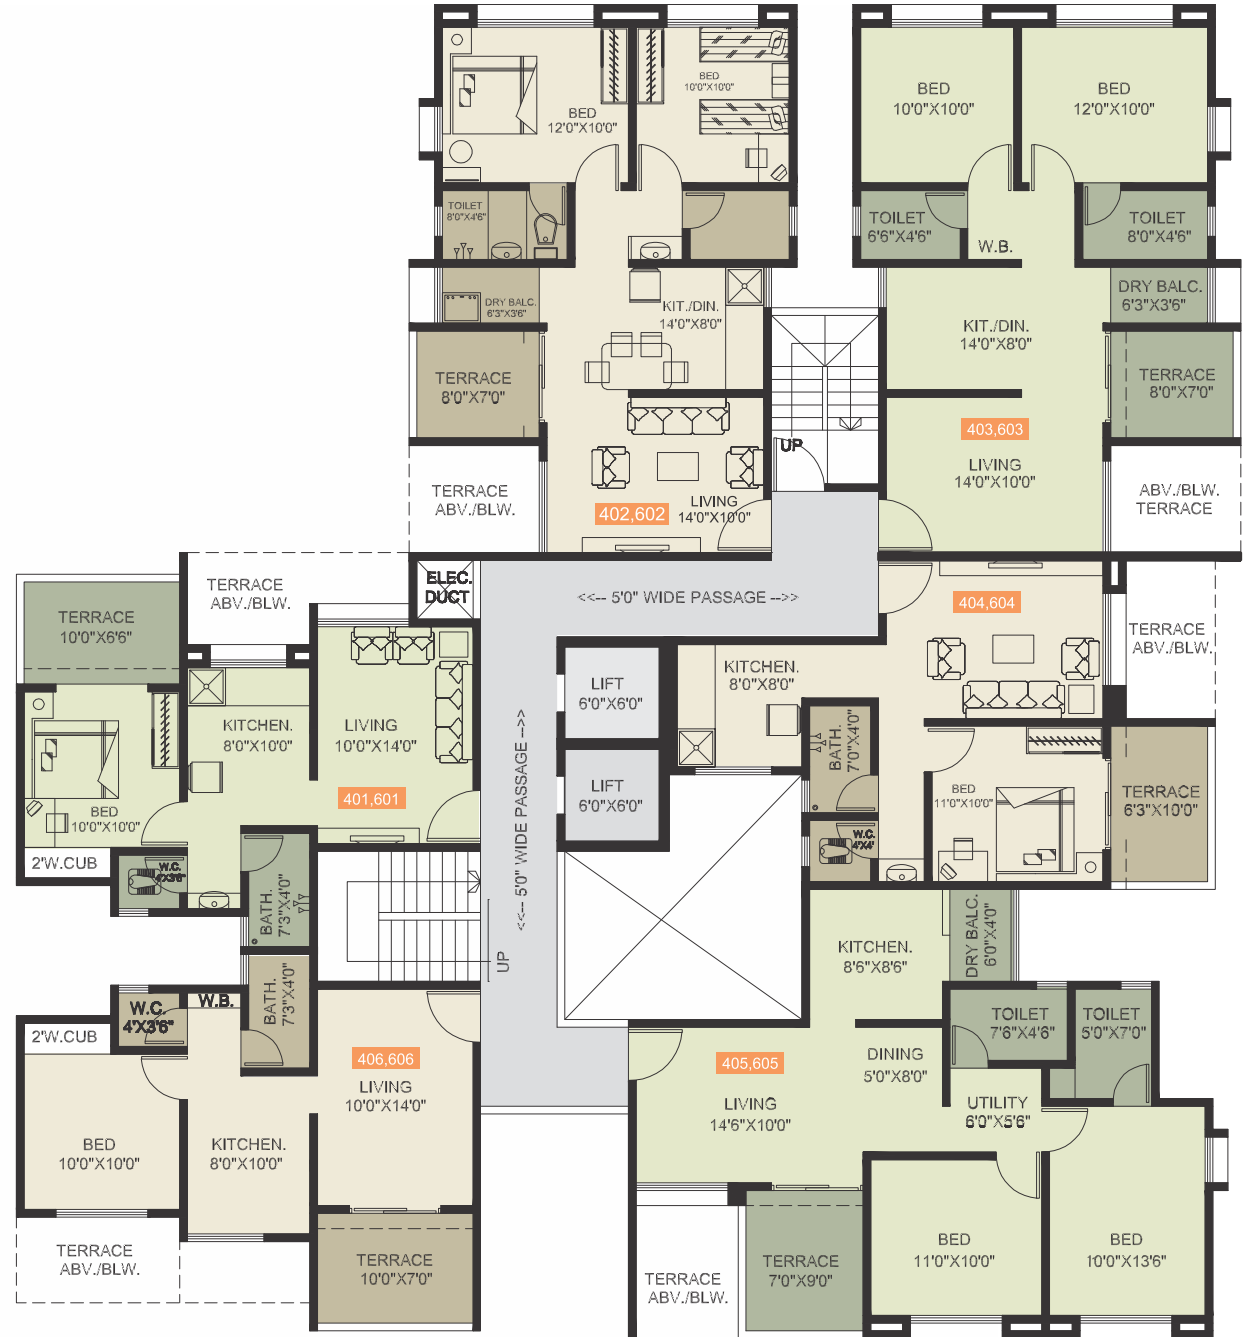 BED
12'0"X10'0"
BED
10'0"X10'0"
TOILET
8'0"X4'6"
DRY BALC.
6'3"X3'6"
KIT./DIN.
14'0"X8'0"
TERRACE
8'0"X7'0"
TERRACE
ABV./BLW.
402,602
LIVING
14'0"X10'0"
UP
BED
10'0"X10'0"
BED
12'0"X10'0"
TOILET
6'6"X4'6"
W.B.
TOILET
8'0"X4'6"
DRY BALC.
6'3"X3'6"
KIT./DIN.
14'0"X8'0"
TERRACE
8'0"X7'0"
403,603
LIVING
14'0"X10'0"
ABV./BLW.
TERRACE
ELEC.
DUCT
<<-- 5'0" WIDE PASSAGE -->>
<<-- 5'0" WIDE PASSAGE -->>
LIFT
6'0"X6'0"
LIFT
6'0"X6'0"
TERRACE
ABV./BLW.
TERRACE
10'0"X6'6"
KITCHEN.
8'0"X10'0"
LIVING
10'0"X14'0"
401,601
BED
10'0"X10'0"
2'W.CUB
W.C.
4'X3'6"
BATH.
7'3"X4'0"
UP
404,604
TERRACE
ABV./BLW.
KITCHEN.
8'0"X8'0"
BATH.
7'0"X4'0"
W.C.
4'X4'
BED
11'0"X10'0"
TERRACE
6'3"X10'0"
KITCHEN.
8'6"X8'6"
DRY BALC.
6'0"X4'0"
TOILET
7'6"X4'6"
TOILET
5'0"X7'0"
DINING
5'0"X8'0"
405,605
LIVING
14'6"X10'0"
UTILITY
6'0"X5'6"
BED
11'0"X10'0"
BED
10'0"X13'6"
TERRACE
7'0"X9'0"
TERRACE
ABV./BLW.
W.C.
4'X3'6"
W.B.
BATH.
7'3"X4'0"
2'W.CUB
406,606
LIVING
10'0"X14'0"
BED
10'0"X10'0"
KITCHEN.
8'0"X10'0"
TERRACE
ABV./BLW.
TERRACE
10'0"X7'0"